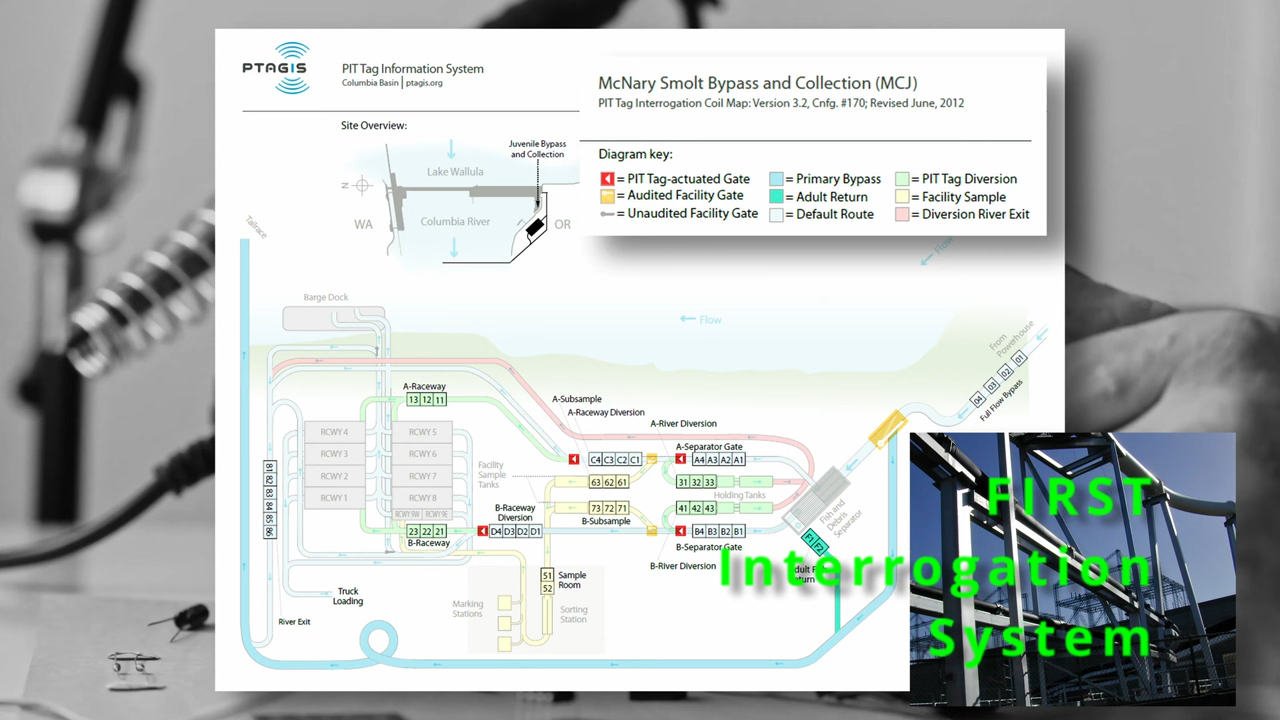 PTAGIS
PIT Tag Information System
Columbia Basin | ptagis.org
McNary Smolt Bypass and Collection (MCJ)
PIT Tag Interrogation Coil Map: Version 3.2, Cnfg. #170; Revised June, 2012
Site Overview:
Juvenile Bypass
and Collection
Lake Wallula
N
Columbia River
WA
OR
Diagram key:
= PIT Tag-actuated Gate
= Primary Bypass
= PIT Tag Diversion
= Audited Facility Gate
= Adult Return
= Facility Sample
= Unaudited Facility Gate
= Default Route
= Diversion River Exit
Tailrace
Flow
Barge Dock
Flow
From
Powerhouse
01
02
03
04
Full Flow Bypass
A-Raceway
13 12 11
A-Subsample
A-Raceway Diversion
A-River Diversion
A-Separator Gate
RCWY 4
RCWY 5
RCWY 3
RCWY 6
RCWY 2
RCWY 7
RCWY 1
RCWY 8
RCWY 9W
RCWY 9E
C4 C3 C2 C1
A4 A3 A2 A1
Facility
Sample
Tanks
63 62 61
31 32 33
Holding Tanks
B-Raceway
Diversion
73 72 71
41 42 43
B-Subsample
Fish and
Debris
Separator
B1
B2
B3
B4
B5
B6
23 22 21
B-Raceway
D4 D3 D2 D1
B4 B3 B2 B1
B-Separator Gate
B-River Diversion
F1 F2
51
52
Sample
Room
Truck
Loading
Marking
Stations
Sorting
Station
River Exit
FIRST
Interrogation
System